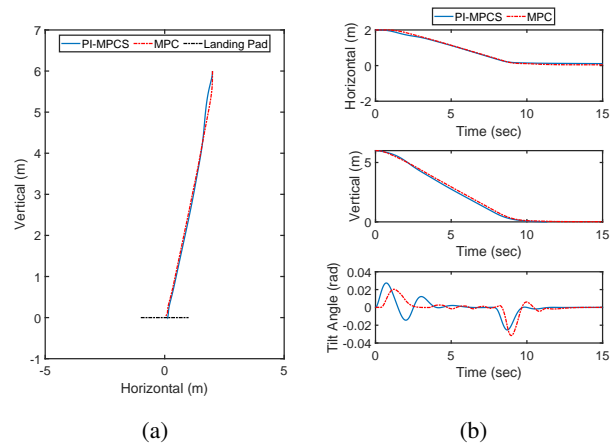 PI-MPCS MPC Landing Pad
7
6
5
4
3
2
1
0
-1
Vertical (m)
-5 0 5
Horizontal (m)
(a)
PI-MPCS MPC
2
0
-2
Horizontal (m)
0 5 10 15
Time (sec)
5
0
Vertical (m)
0 5 10 15
Time (sec)
0.04
0.02
0
-0.02
-0.04
Tilt Angle (rad)
0 5 10 15
Time (sec)
(b)